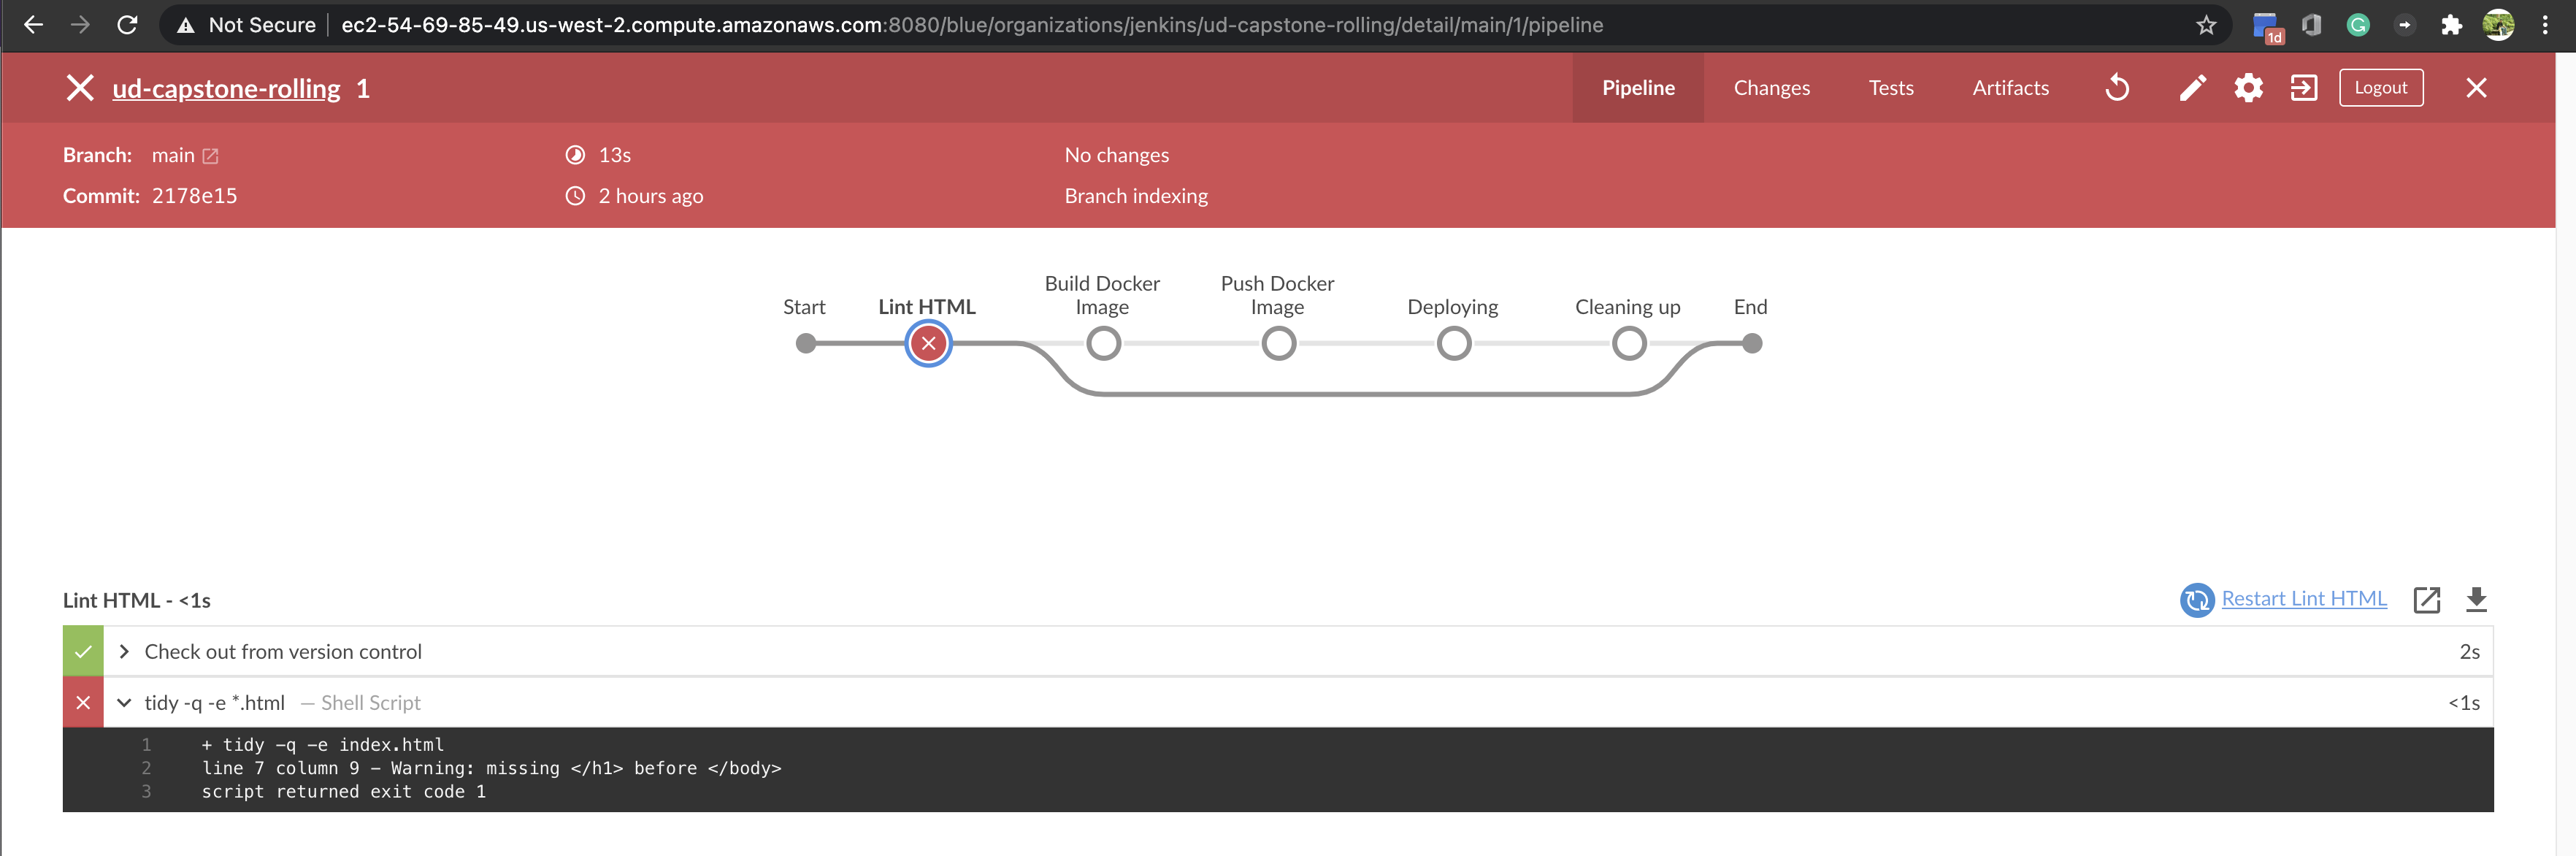 Not Secure ec2-54-69-85-49.us-west-2.compute.amazonaws.com:8080/blue/organizations/jenkins/ud-capstone-rolling/detail/main/1/pipeline
1d
ud-capstone-rolling 1 Pipeline Changes Tests Artifacts Logout
Branch: main 13s No changes
Commit: 2178e15 2 hours ago Branch indexing
Start
Lint HTML
Build Docker
Image
Push Docker
Image
Deploying
Cleaning up
End
Lint HTML - <1s Restart Lint HTML
Check out from version control 2s
tidy -q -e *.html — Shell Script <1s
1 + tidy -q -e index.html
2 line 7 column 9 - Warning: missing </h1> before </body>
3 script returned exit code 1